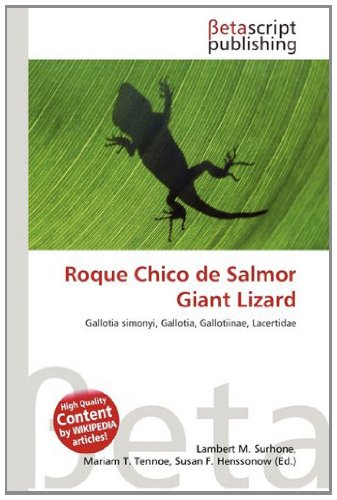 βetascript
publishing
Roque Chico de Salmor
Giant Lizard
Gallotia simonyi, Gallotia, Gallotiinae, Lacertidae
High Quality
Content
by WIKIPEDIA
articles!
βeta
Lambert M. Surhone,
Mariam T. Tennoe, Susan F. Henssonow (Ed.)